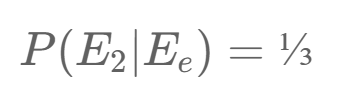 P(E₂|Eₑ) = ⅓